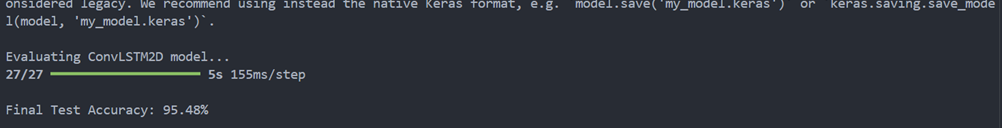 onsidered legacy. We recommend using instead the native Keras format, e.g. `model.save('my_model.keras')` or `keras.saving.save_mode
l(model, 'my_model.keras')`.
Evaluating ConvLSTM2D model...
27/27 ━━━━━━━━━━━━━━━━━━━━ 5s 155ms/step
Final Test Accuracy: 95.48%